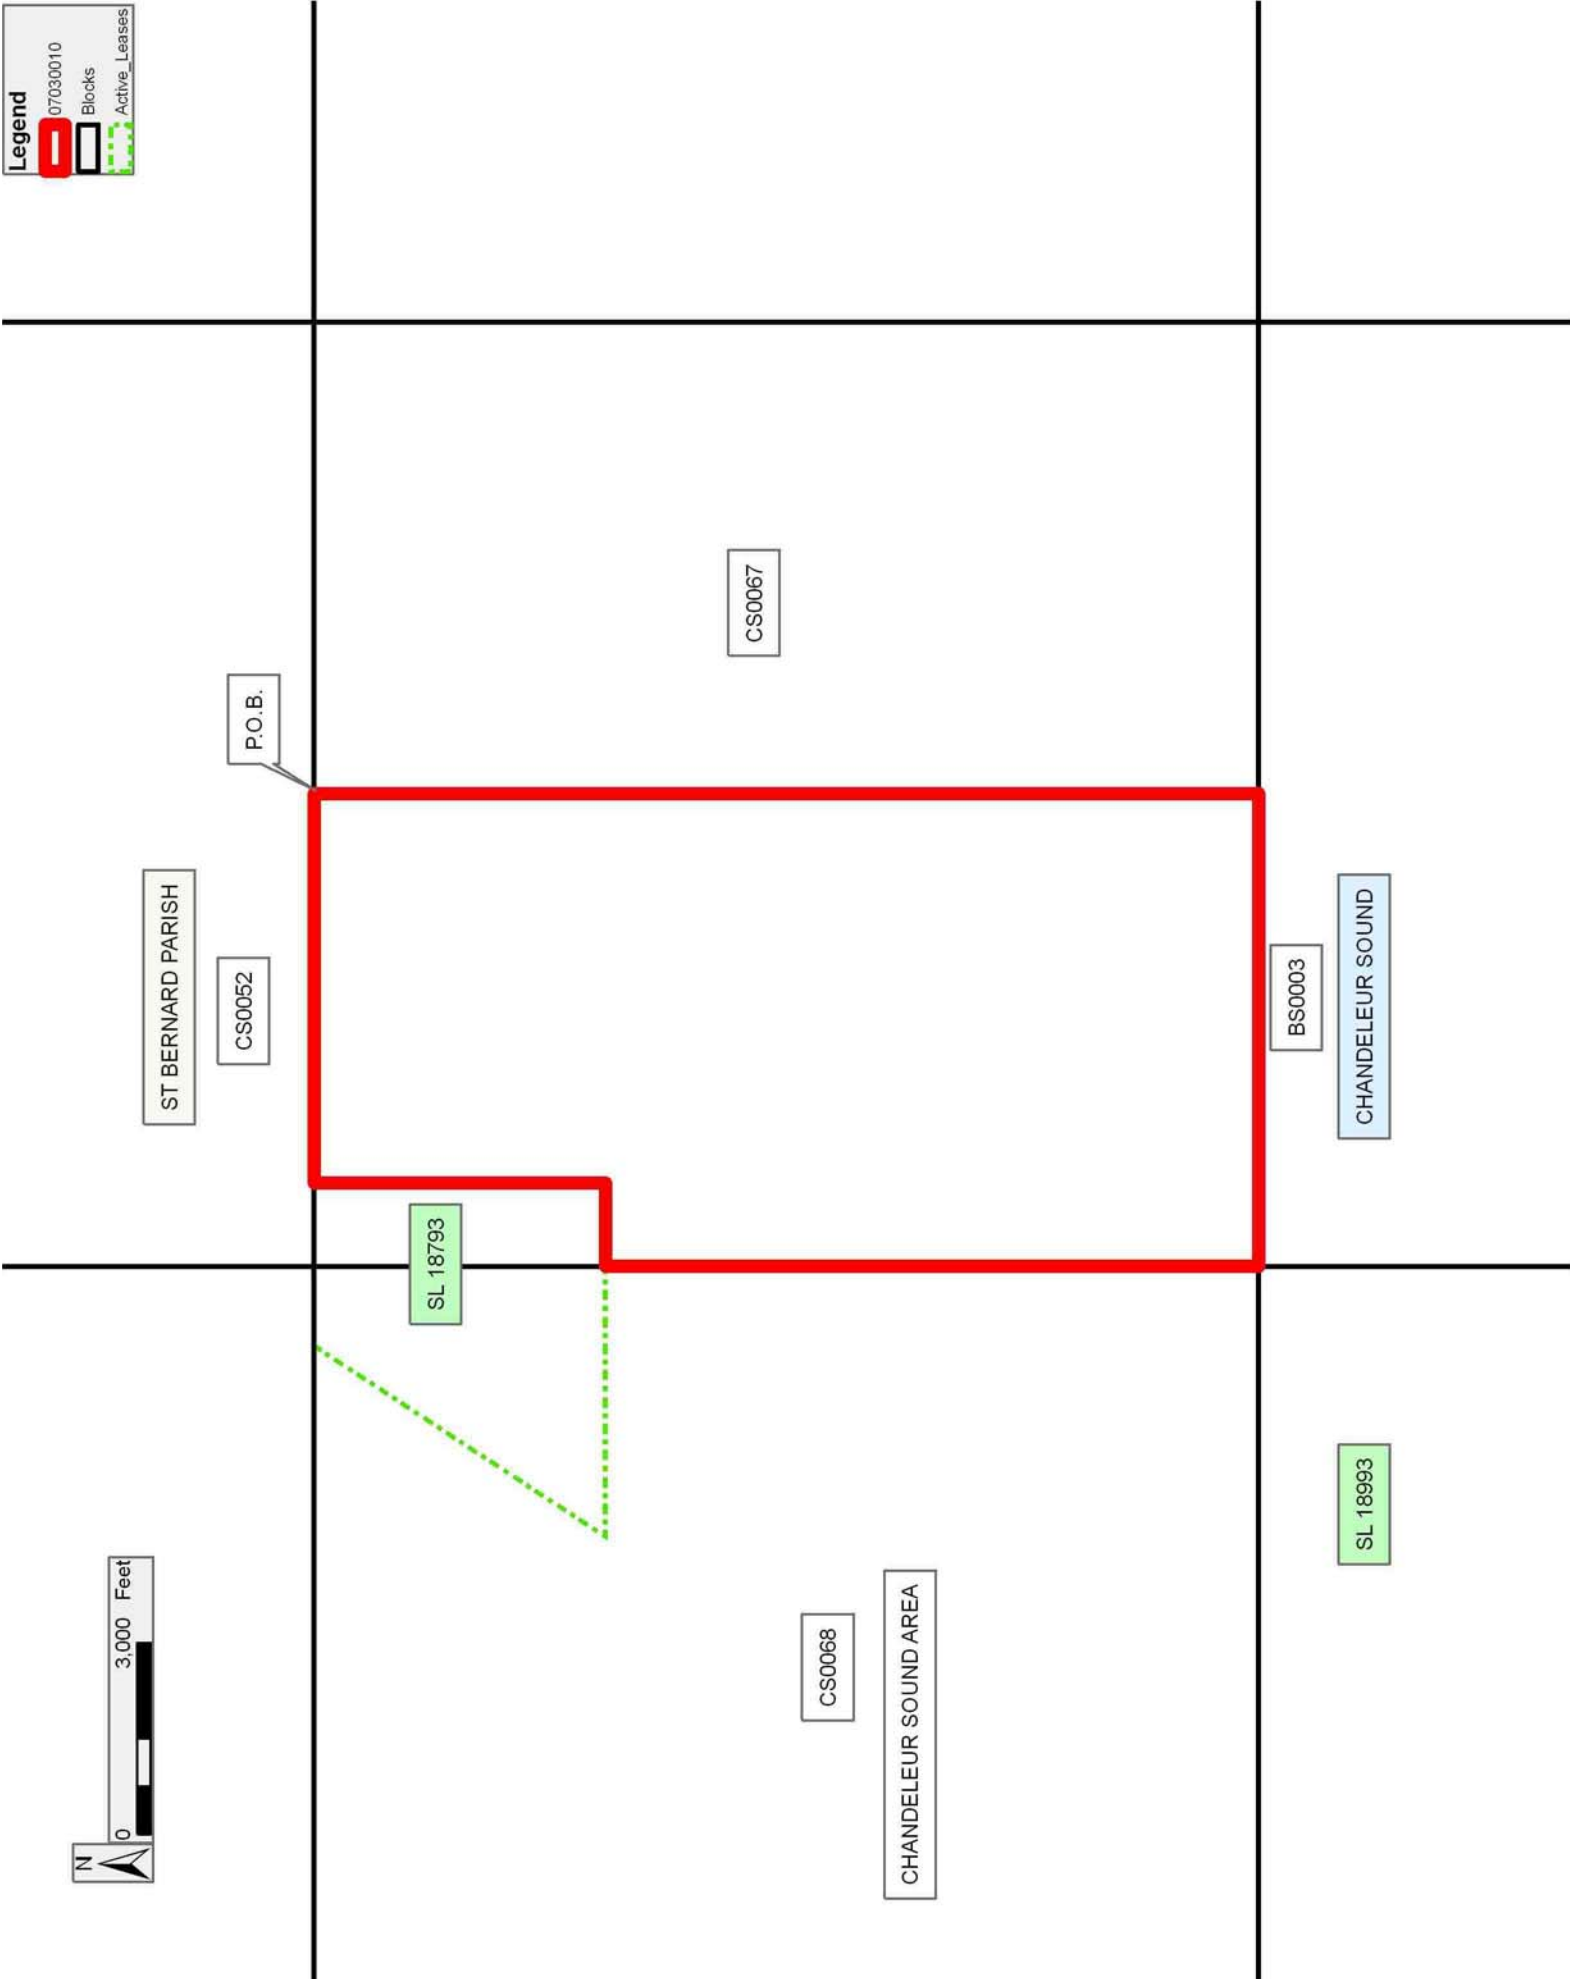 Legend
07030010
Blocks
Active_Leases
P.O.B.
ST BERNARD PARISH
CS0052
CS0067
SL 18793
BS0003
CHANDELEUR SOUND
CS0068
CHANDELEUR SOUND AREA
SL 18993
N
0 3,000 Feet